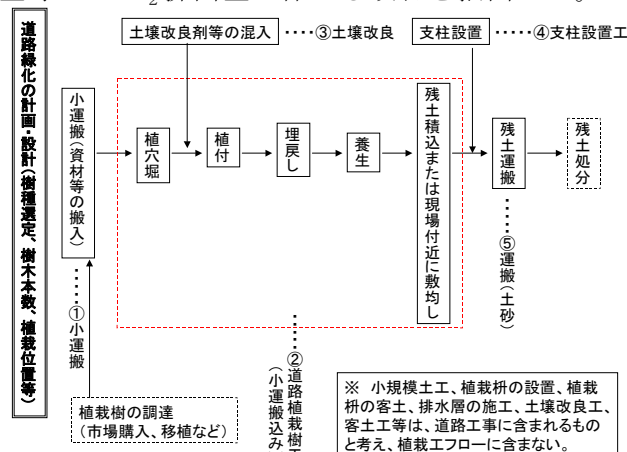 土壌改良剤等の混入
‥‥③土壌改良
支柱設置
‥‥④支柱設置工
道路緑化の計画・設計(樹種選定、樹木本数、植栽位置等)
小運搬(資材等の搬入)
植穴堀
植付
埋戻し
養生
残土積込または現場付近に敷均し
残土運搬
残土処分
‥‥‥①小運搬
‥‥‥⑤運搬(土砂)
‥‥‥②道路植栽樹工
(小運搬込み
植栽樹の調達
(市場購入、移植など)
※ 小規模土工、植栽枡の設置、植栽
枡の客土、排水層の施工、土壌改良工、
客土工等は、道路工事に含まれるもの
と考え、植栽工フローに含まない。